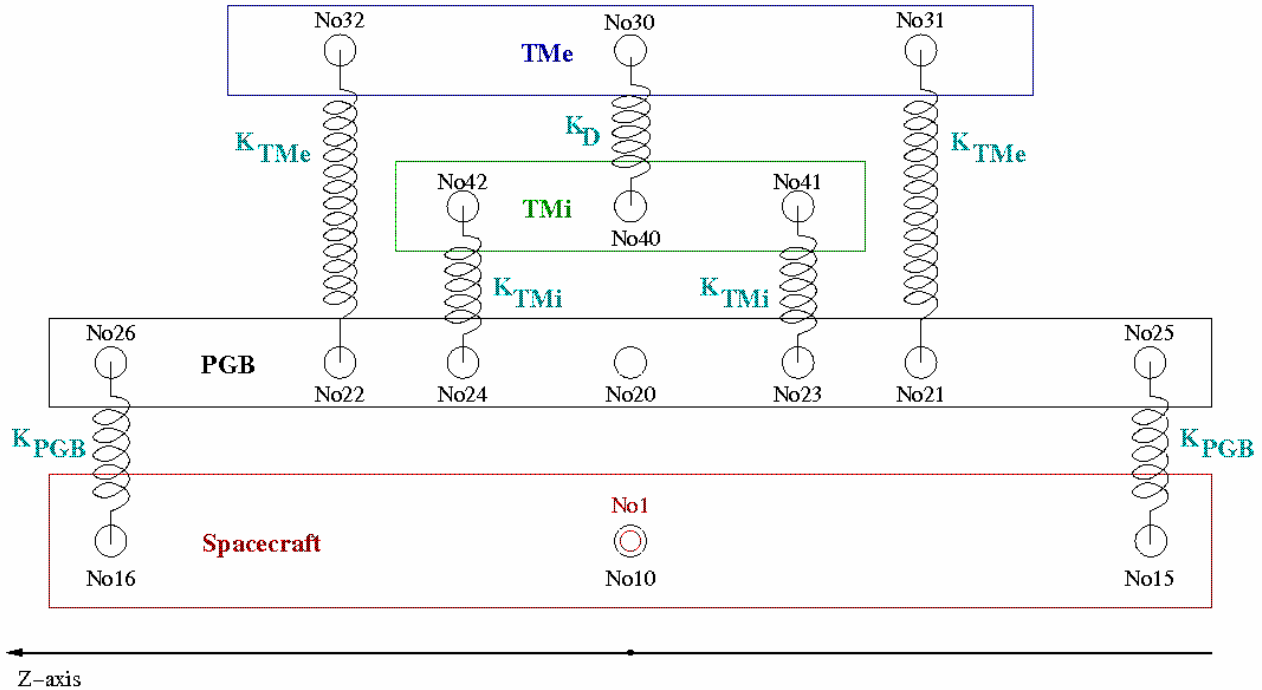 No32 No30 No31
TMe
K_TMe K_D K_TMe
No42 No41
TMi
No40
K_TMi K_TMi
No26 No25
PGB
No22 No24 No20 No23 No21
K_PGB K_PGB
No1
Spacecraft
No16 No10 No15
Z-axis